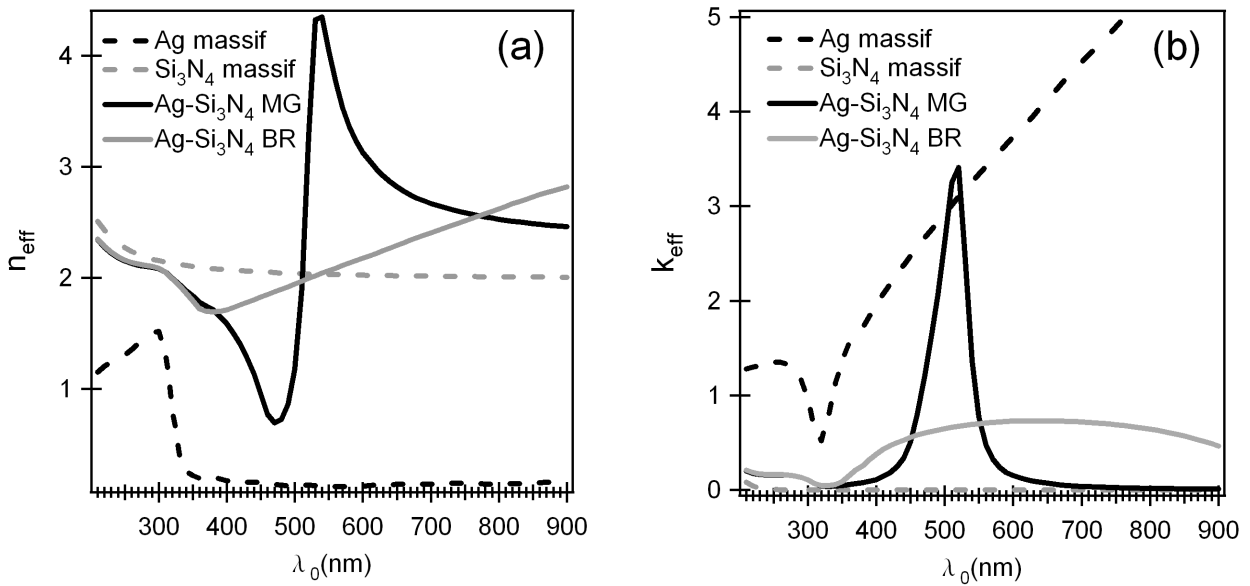 (a)
Ag massif
Si₃N₄ massif
Ag-Si₃N₄ MG
Ag-Si₃N₄ BR
4
3
2
1
n_eff
300 400 500 600 700 800 900
λ₀(nm)
(b)
Ag massif
Si₃N₄ massif
Ag-Si₃N₄ MG
Ag-Si₃N₄ BR
5
4
3
2
1
0
k_eff
300 400 500 600 700 800 900
λ₀(nm)